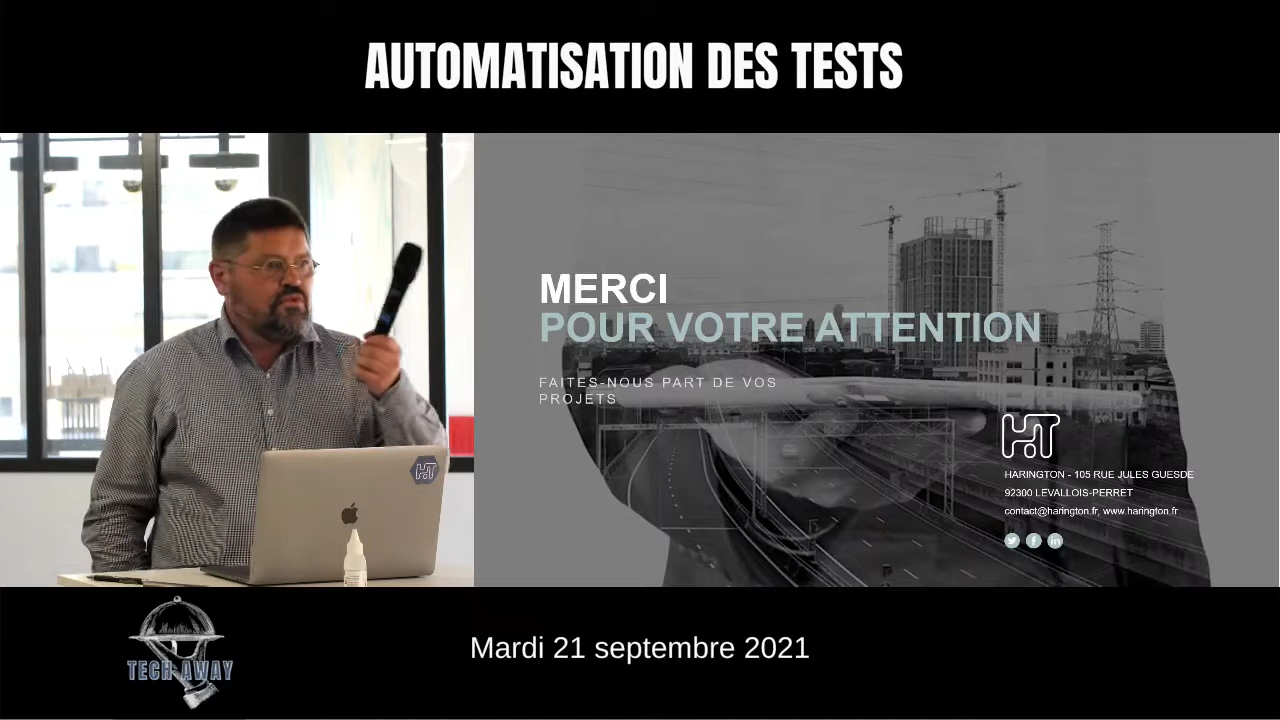 AUTOMATISATION DES TESTS
MERCI
POUR VOTRE ATTENTION
FAITES-NOUS PART DE VOS
PROJETS
HT
HARINGTON - 105 RUE JULES GUESDE
92300 LEVALLOIS-PERRET
contact@harington.fr, www.harington.fr
HT
TECH AWAY
Mardi 21 septembre 2021